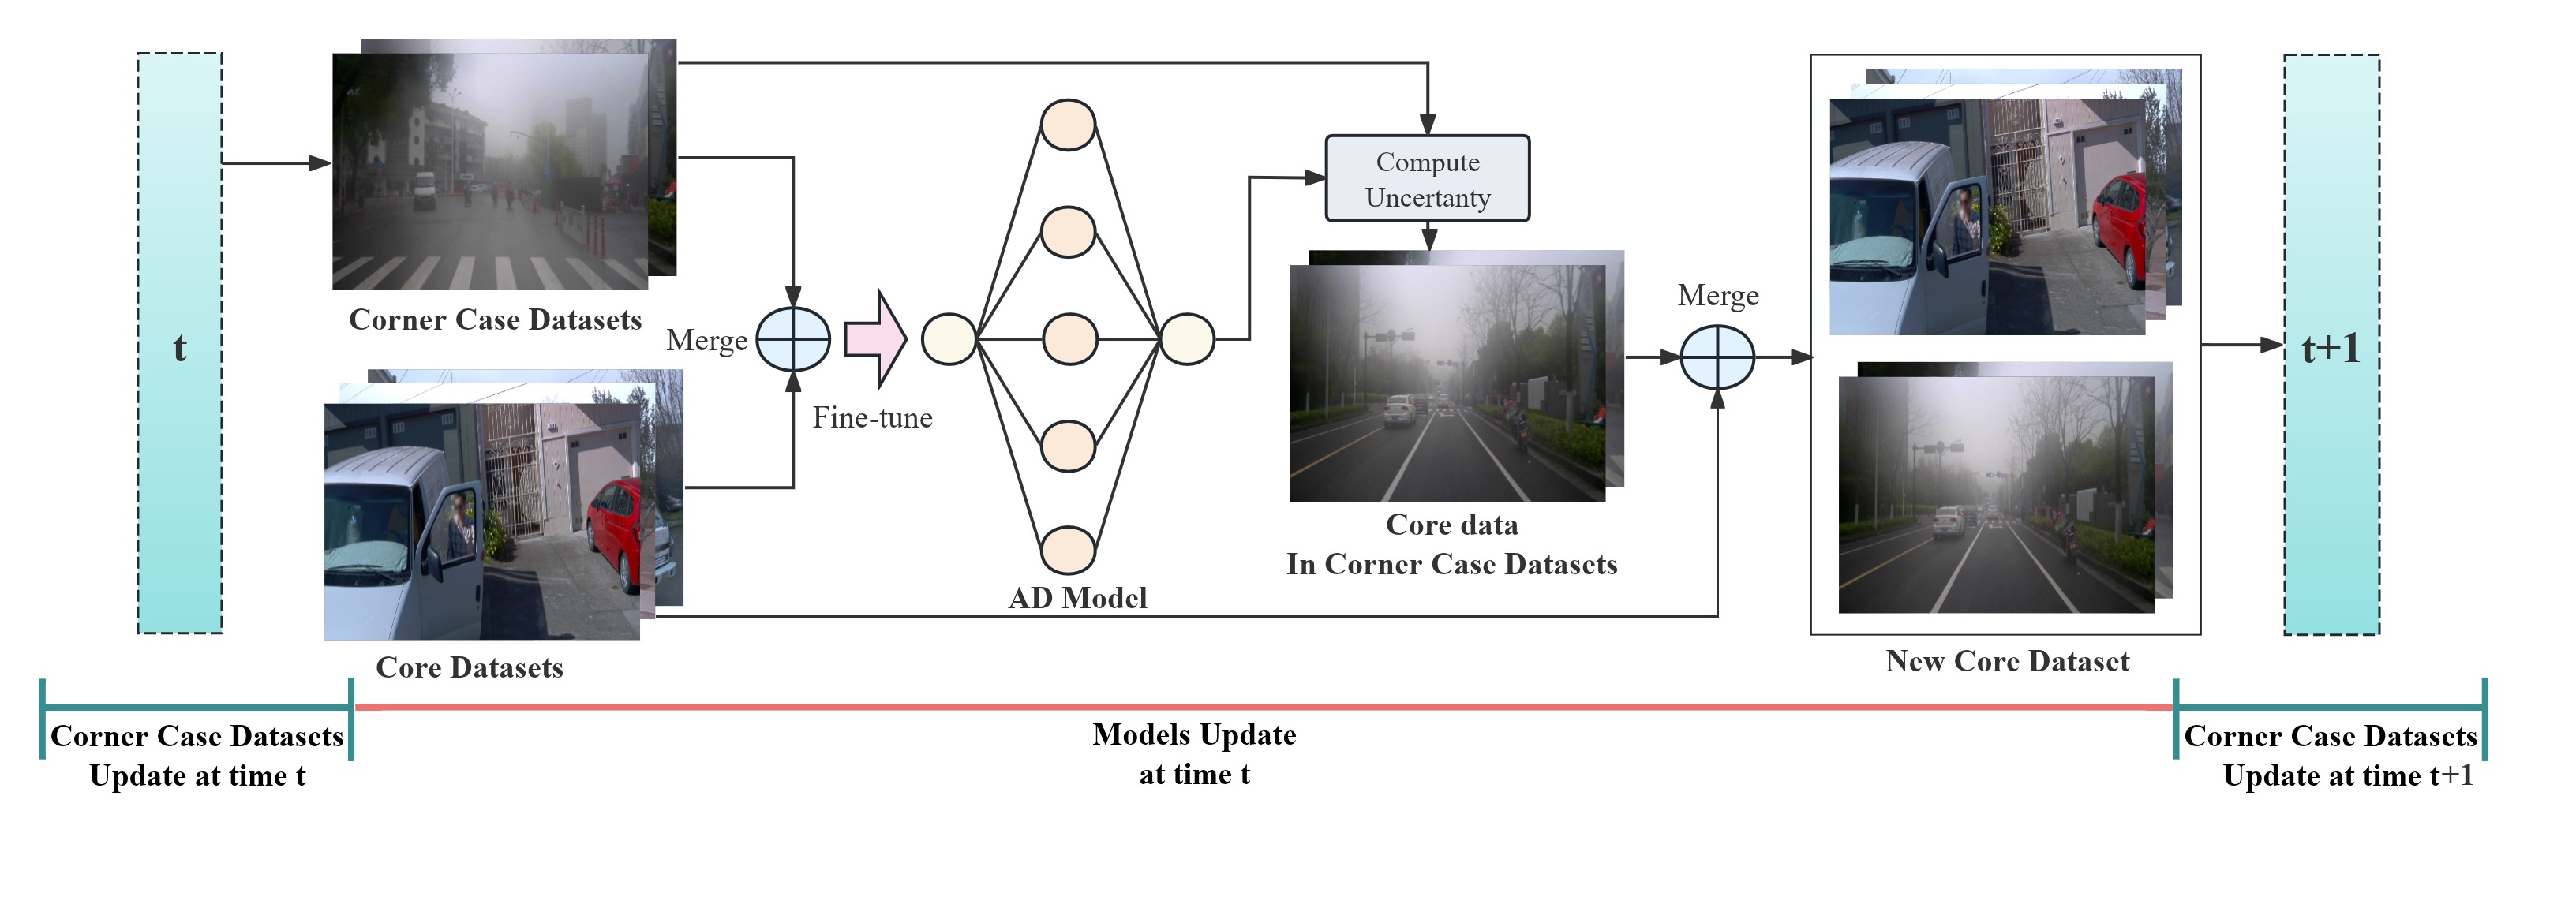 t
Corner Case Datasets
Merge
Fine-tune
Core Datasets
AD Model
Compute
Uncertanty
Core data
In Corner Case Datasets
Merge
New Core Dataset
t+1
Corner Case Datasets
Update at time t
Models Update
at time t
Corner Case Datasets
Update at time t+1